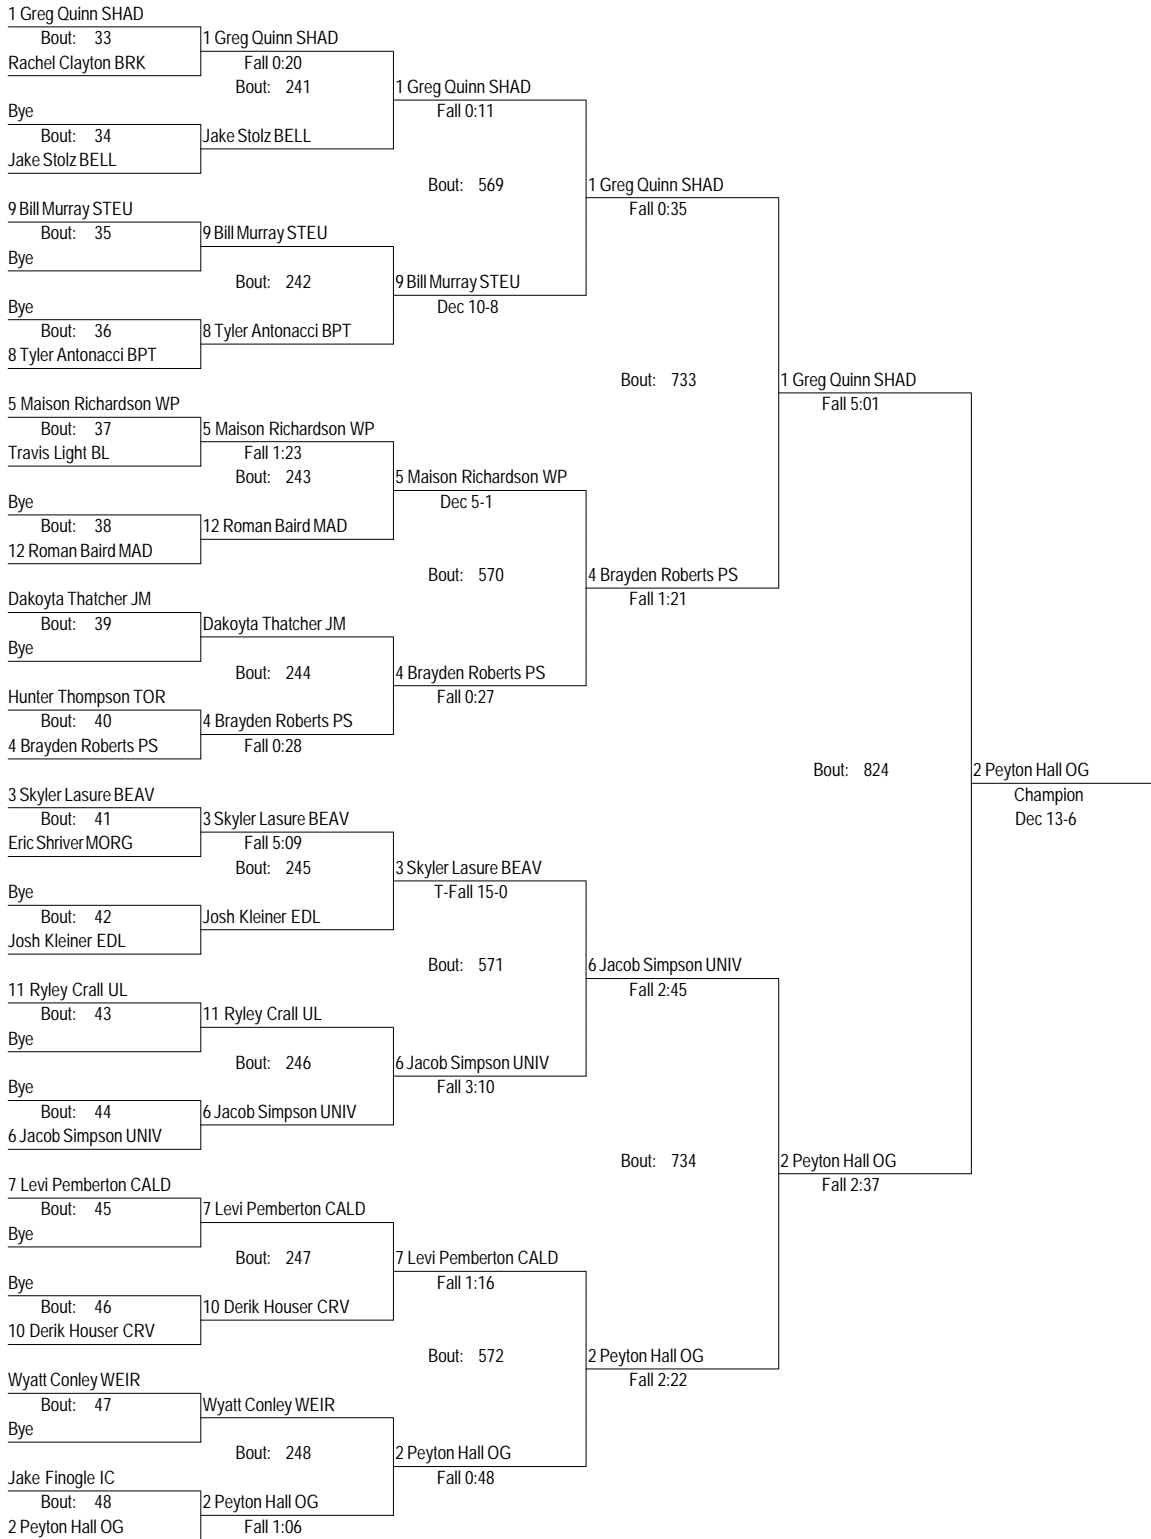 1 Greg Quinn SHAD
Bout: 33
1 Greg Quinn SHAD
Rachel Clayton BRK
Fall 0:20
Bout: 241
1 Greg Quinn SHAD
Bye
Fall 0:11
Bout: 34
Jake Stolz BELL
Jake Stolz BELL
Bout: 569
1 Greg Quinn SHAD
9 Bill Murray STEU
Fall 0:35
Bout: 35
9 Bill Murray STEU
Bye
Bout: 242
9 Bill Murray STEU
Bye
Dec 10-8
Bout: 36
8 Tyler Antonacci BPT
8 Tyler Antonacci BPT
Bout: 733
1 Greg Quinn SHAD
5 Maison Richardson WP
Fall 5:01
Bout: 37
5 Maison Richardson WP
Travis Light BL
Fall 1:23
Bout: 243
5 Maison Richardson WP
Bye
Dec 5-1
Bout: 38
12 Roman Baird MAD
12 Roman Baird MAD
Bout: 570
4 Brayden Roberts PS
Dakoyta Thatcher JM
Fall 1:21
Bout: 39
Dakoyta Thatcher JM
Bye
Bout: 244
4 Brayden Roberts PS
Hunter Thompson TOR
Fall 0:27
Bout: 40
4 Brayden Roberts PS
4 Brayden Roberts PS
Fall 0:28
Bout: 824
2 Peyton Hall OG
3 Skyler Lasure BEAV
Champion
Bout: 41
3 Skyler Lasure BEAV
Dec 13-6
Eric Shriver MORG
Fall 5:09
Bout: 245
3 Skyler Lasure BEAV
Bye
T-Fall 15-0
Bout: 42
Josh Kleiner EDL
Josh Kleiner EDL
Bout: 571
6 Jacob Simpson UNIV
11 Ryley Crall UL
Fall 2:45
Bout: 43
11 Ryley Crall UL
Bye
Bout: 246
6 Jacob Simpson UNIV
Bye
Fall 3:10
Bout: 44
6 Jacob Simpson UNIV
6 Jacob Simpson UNIV
Bout: 734
2 Peyton Hall OG
7 Levi Pemberton CALD
Fall 2:37
Bout: 45
7 Levi Pemberton CALD
Bye
Bout: 247
7 Levi Pemberton CALD
Bye
Fall 1:16
Bout: 46
10 Derik Houser CRV
10 Derik Houser CRV
Bout: 572
2 Peyton Hall OG
Wyatt Conley WEIR
Fall 2:22
Bout: 47
Wyatt Conley WEIR
Bye
Bout: 248
2 Peyton Hall OG
Jake Finogle IC
Fall 0:48
Bout: 48
2 Peyton Hall OG
2 Peyton Hall OG
Fall 1:06